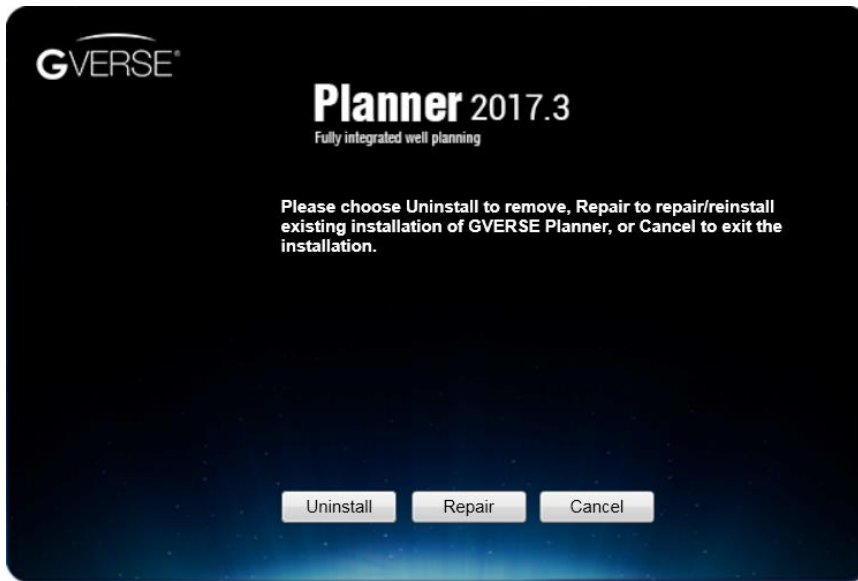 GVERSE®
Planner 2017.3
Fully integrated well planning
Please choose Uninstall to remove, Repair to repair/reinstall
existing installation of GVERSE Planner, or Cancel to exit the
installation.
Uninstall Repair Cancel